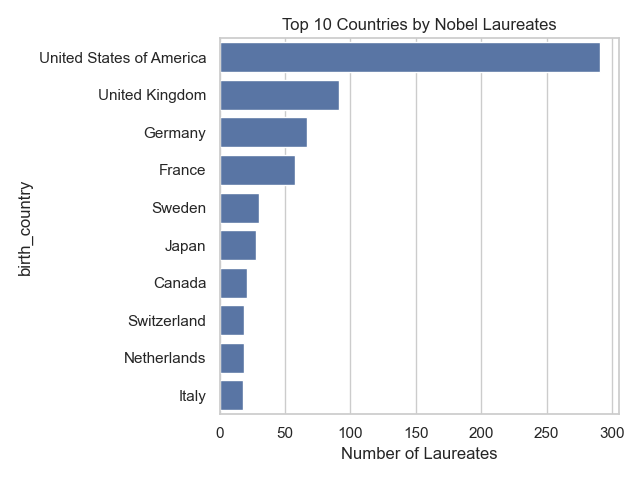 Top 10 Countries by Nobel Laureates
United States of America
United Kingdom
Germany
France
Sweden
Japan
Canada
Switzerland
Netherlands
Italy
birth_country
0 50 100 150 200 250 300
Number of Laureates